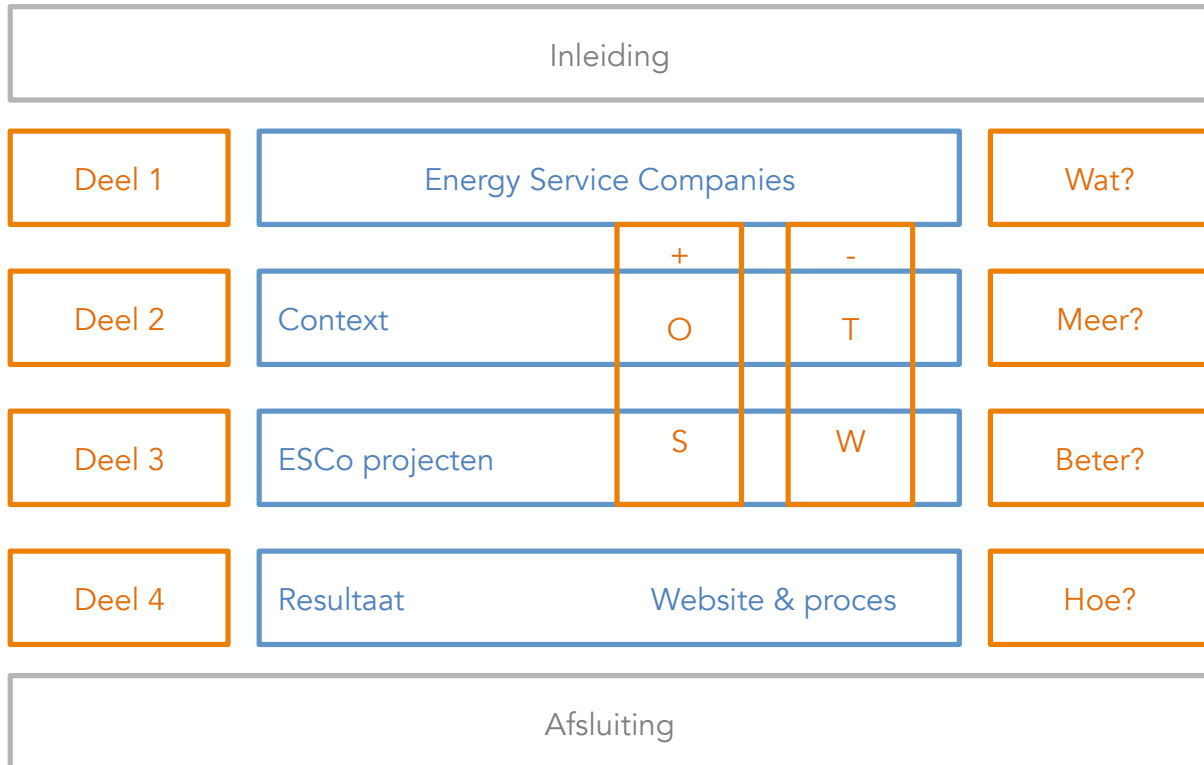 Inleiding
Deel 1 Energy Service Companies Wat?
+ -
Deel 2 Context O T Meer?
Deel 3 ESCo projecten S W Beter?
Deel 4 Resultaat Website & proces Hoe?
Afsluiting